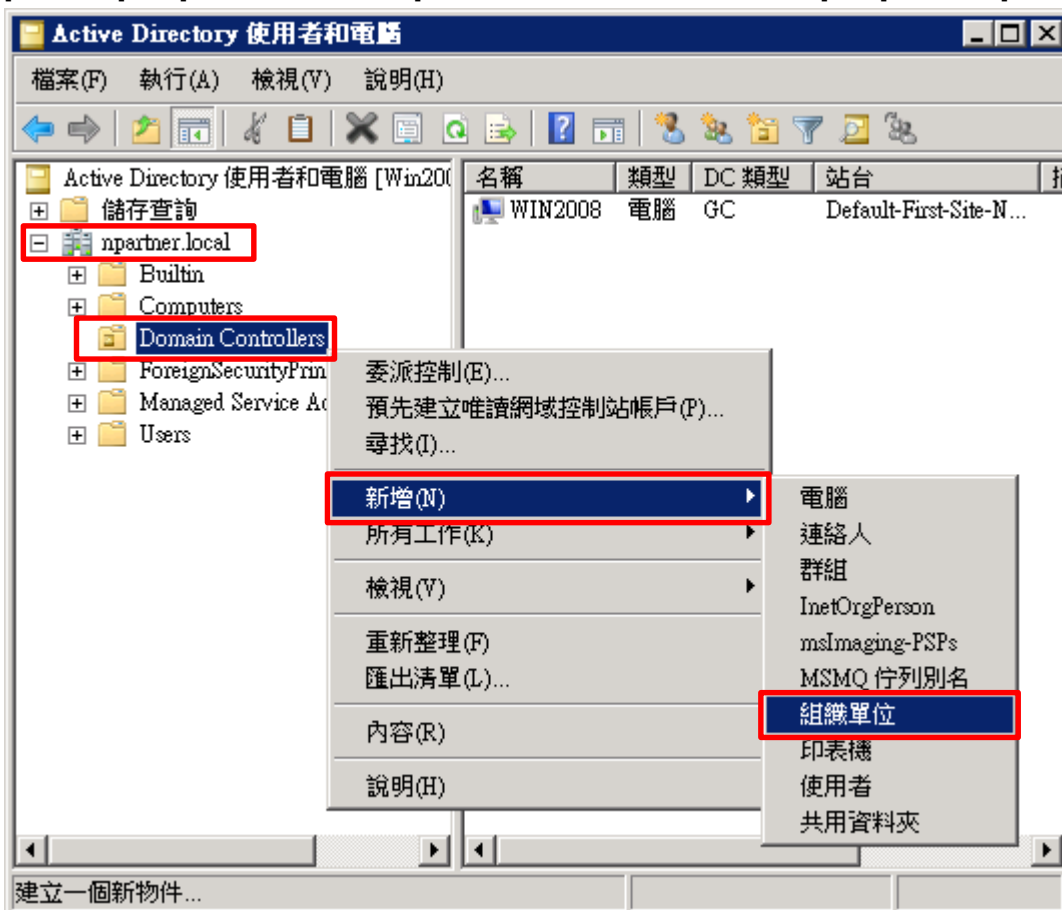 Active Directory 使用者和電腦
檔案(F) 執行(A) 檢視(V) 說明(H)
Active Directory 使用者和電腦 [Win200
儲存查詢
npartner.local
Builtin
Computers
Domain Controllers
ForeignSecurityPrin
Managed Service Ac
Users
名稱 類型 DC 類型 站台
WIN2008 電腦 GC Default-First-Site-N...
委派控制(E)...
預先建立唯讀網域控制站帳戶(P)...
尋找(I)...
新增(N)
所有工作(K)
檢視(V)
重新整理(F)
匯出清單(L)...
內容(R)
說明(H)
電腦
連絡人
群組
InetOrgPerson
msImaging-PSPs
MSMQ 佇列別名
組織單位
印表機
使用者
共用資料夾
建立一個新物件...